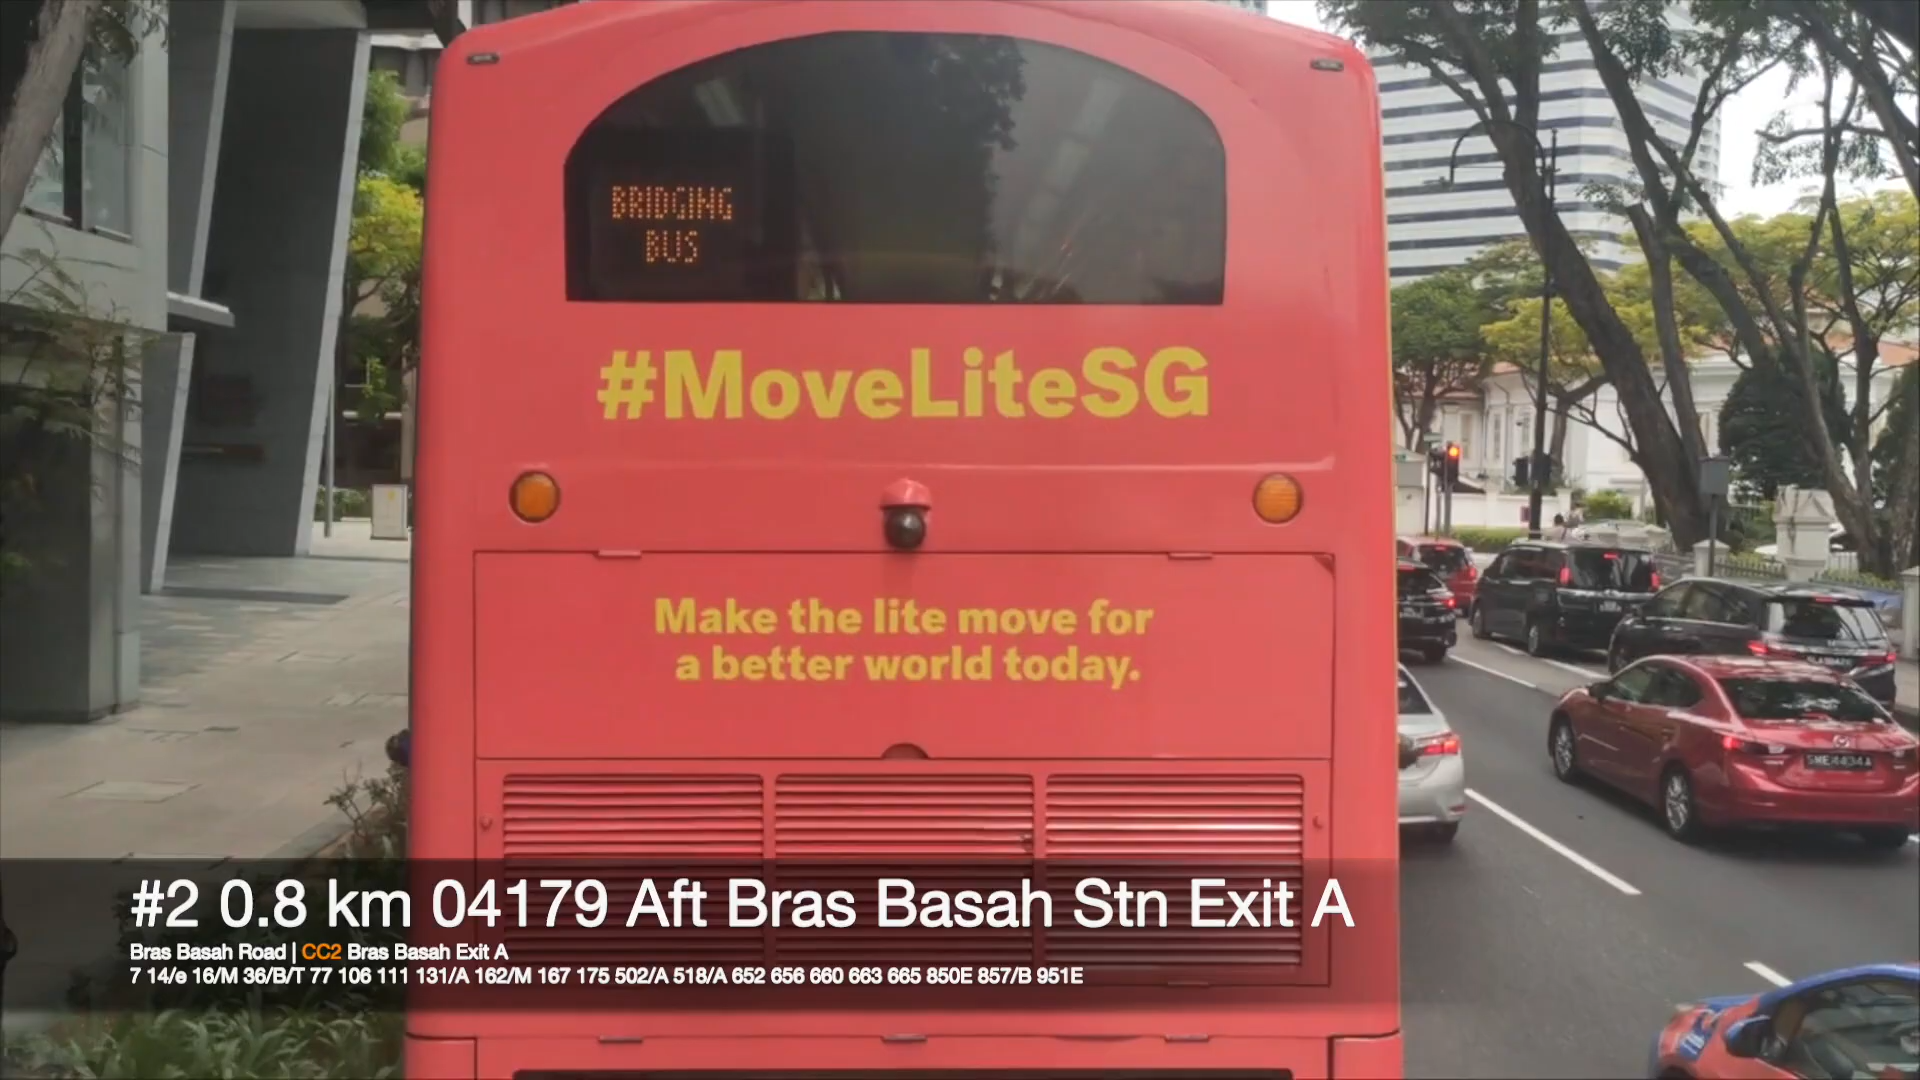 BRIDGING
BUS
#MoveLiteSG
Make the lite move for
a better world today.
SME4434A
#2 0.8 km 04179 Aft Bras Basah Stn Exit A
Bras Basah Road | CC2 Bras Basah Exit A
7 14/e 16/M 36/B/T 77 106 111 131/A 162/M 167 175 502/A 518/A 652 656 660 663 665 850E 857/B 951E